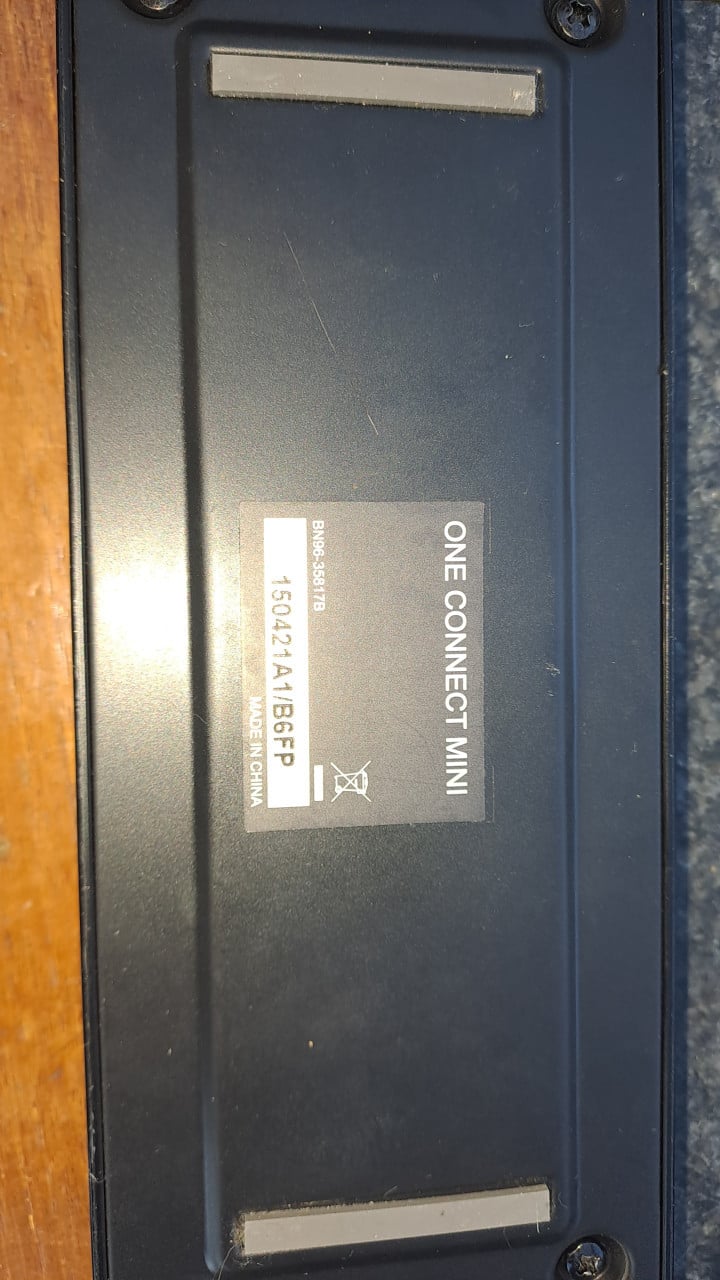 ONE CONNECT MINI
BN96-35817B
150421A1/B6FP
MADE IN CHINA